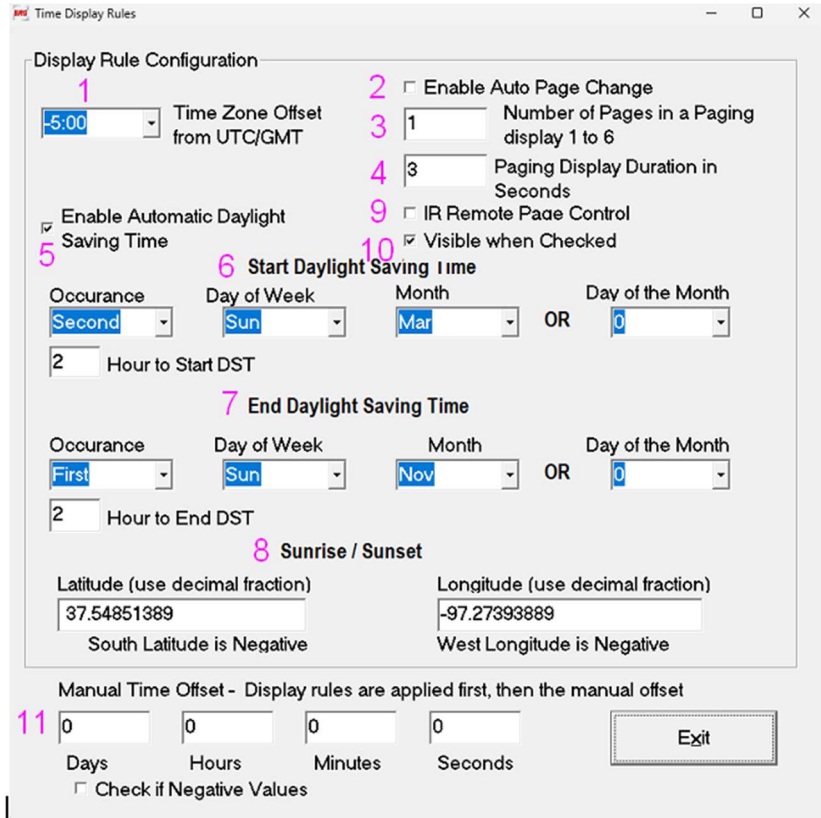 Time Display Rules
Display Rule Configuration
1
-5:00
Time Zone Offset
from UTC/GMT
2 Enable Auto Page Change
3 1 Number of Pages in a Paging
display 1 to 6
4 3 Paging Display Duration in
Seconds
5 Enable Automatic Daylight
Saving Time
9 IR Remote Page Control
10 Visible when Checked
6 Start Daylight Saving Time
Occurance Day of Week Month Day of the Month
Second Sun Mar OR 0
2 Hour to Start DST
7 End Daylight Saving Time
Occurance Day of Week Month Day of the Month
First Sun Nov OR 0
2 Hour to End DST
8 Sunrise / Sunset
Latitude (use decimal fraction) Longitude (use decimal fraction)
37.54851389 -97.27393889
South Latitude is Negative West Longitude is Negative
Manual Time Offset - Display rules are applied first, then the manual offset
11 0 0 0 0 Exit
Days Hours Minutes Seconds
Check if Negative Values